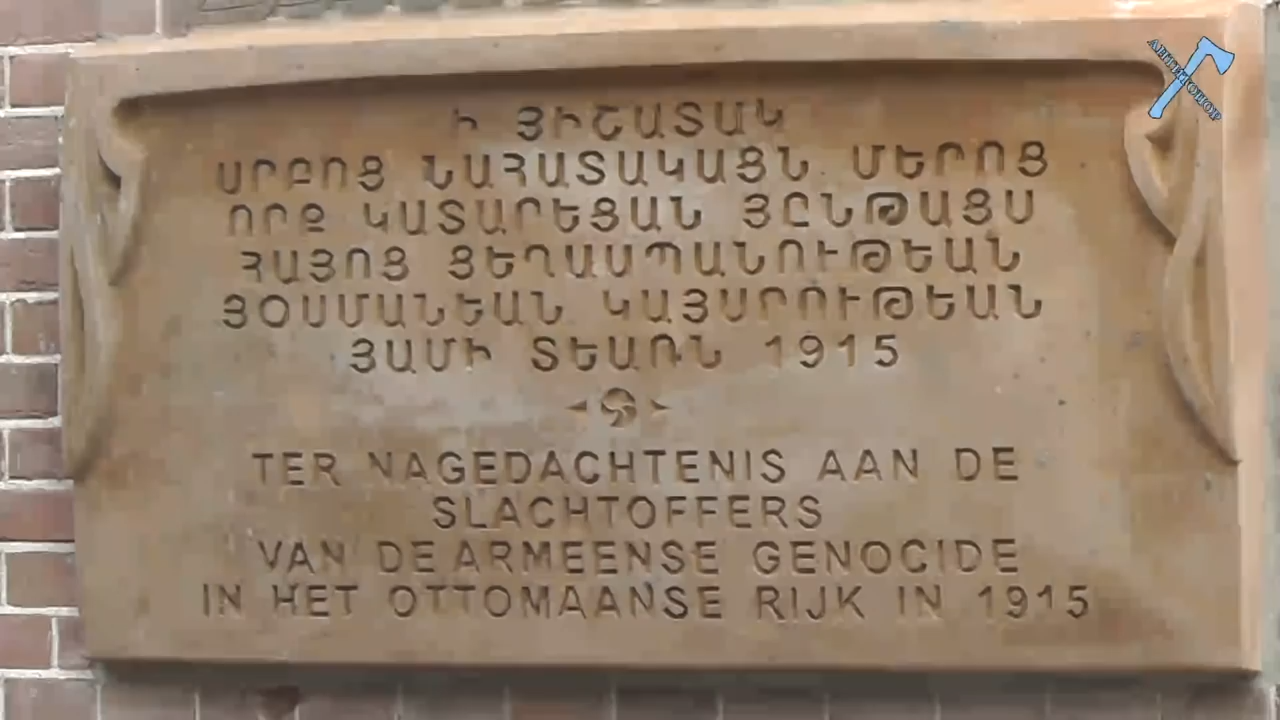 Ի ՅԻՇԱՏԱԿ
ՍՐԲՈՑ ՆԱՀԱՏԱԿԱՑՆ ՄԵՐՈՑ
ՈՐՔ ԿԱՏԱՐԵՑԱՆ ՅԸՆԹԱՑՍ
ՀԱՅՈՑ ՑԵՂԱՍՊԱՆՈՒԹԵԱՆ
ՅՕՍՄԱՆԵԱՆ ԿԱՅՍՐՈՒԹԵԱՆ
ՅԱՄԻ ՏԵԱՌՆ 1915
TER NAGEDACHTENIS AAN DE
SLACHTOFFERS
VAN DE ARMEENSE GENOCIDE
IN HET OTTOMAANSE RIJK IN 1915
АНТИТОПОР